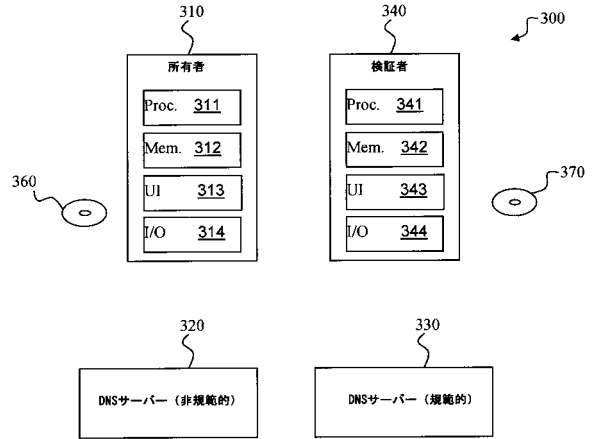 310
340
300
所有者
検証者
Proc. 311
Proc. 341
Mem. 312
Mem. 342
360
UI 313
UI 343
370
I/O 314
I/O 344
320
330
DNSサーバー（非規範的）
DNSサーバー（規範的）